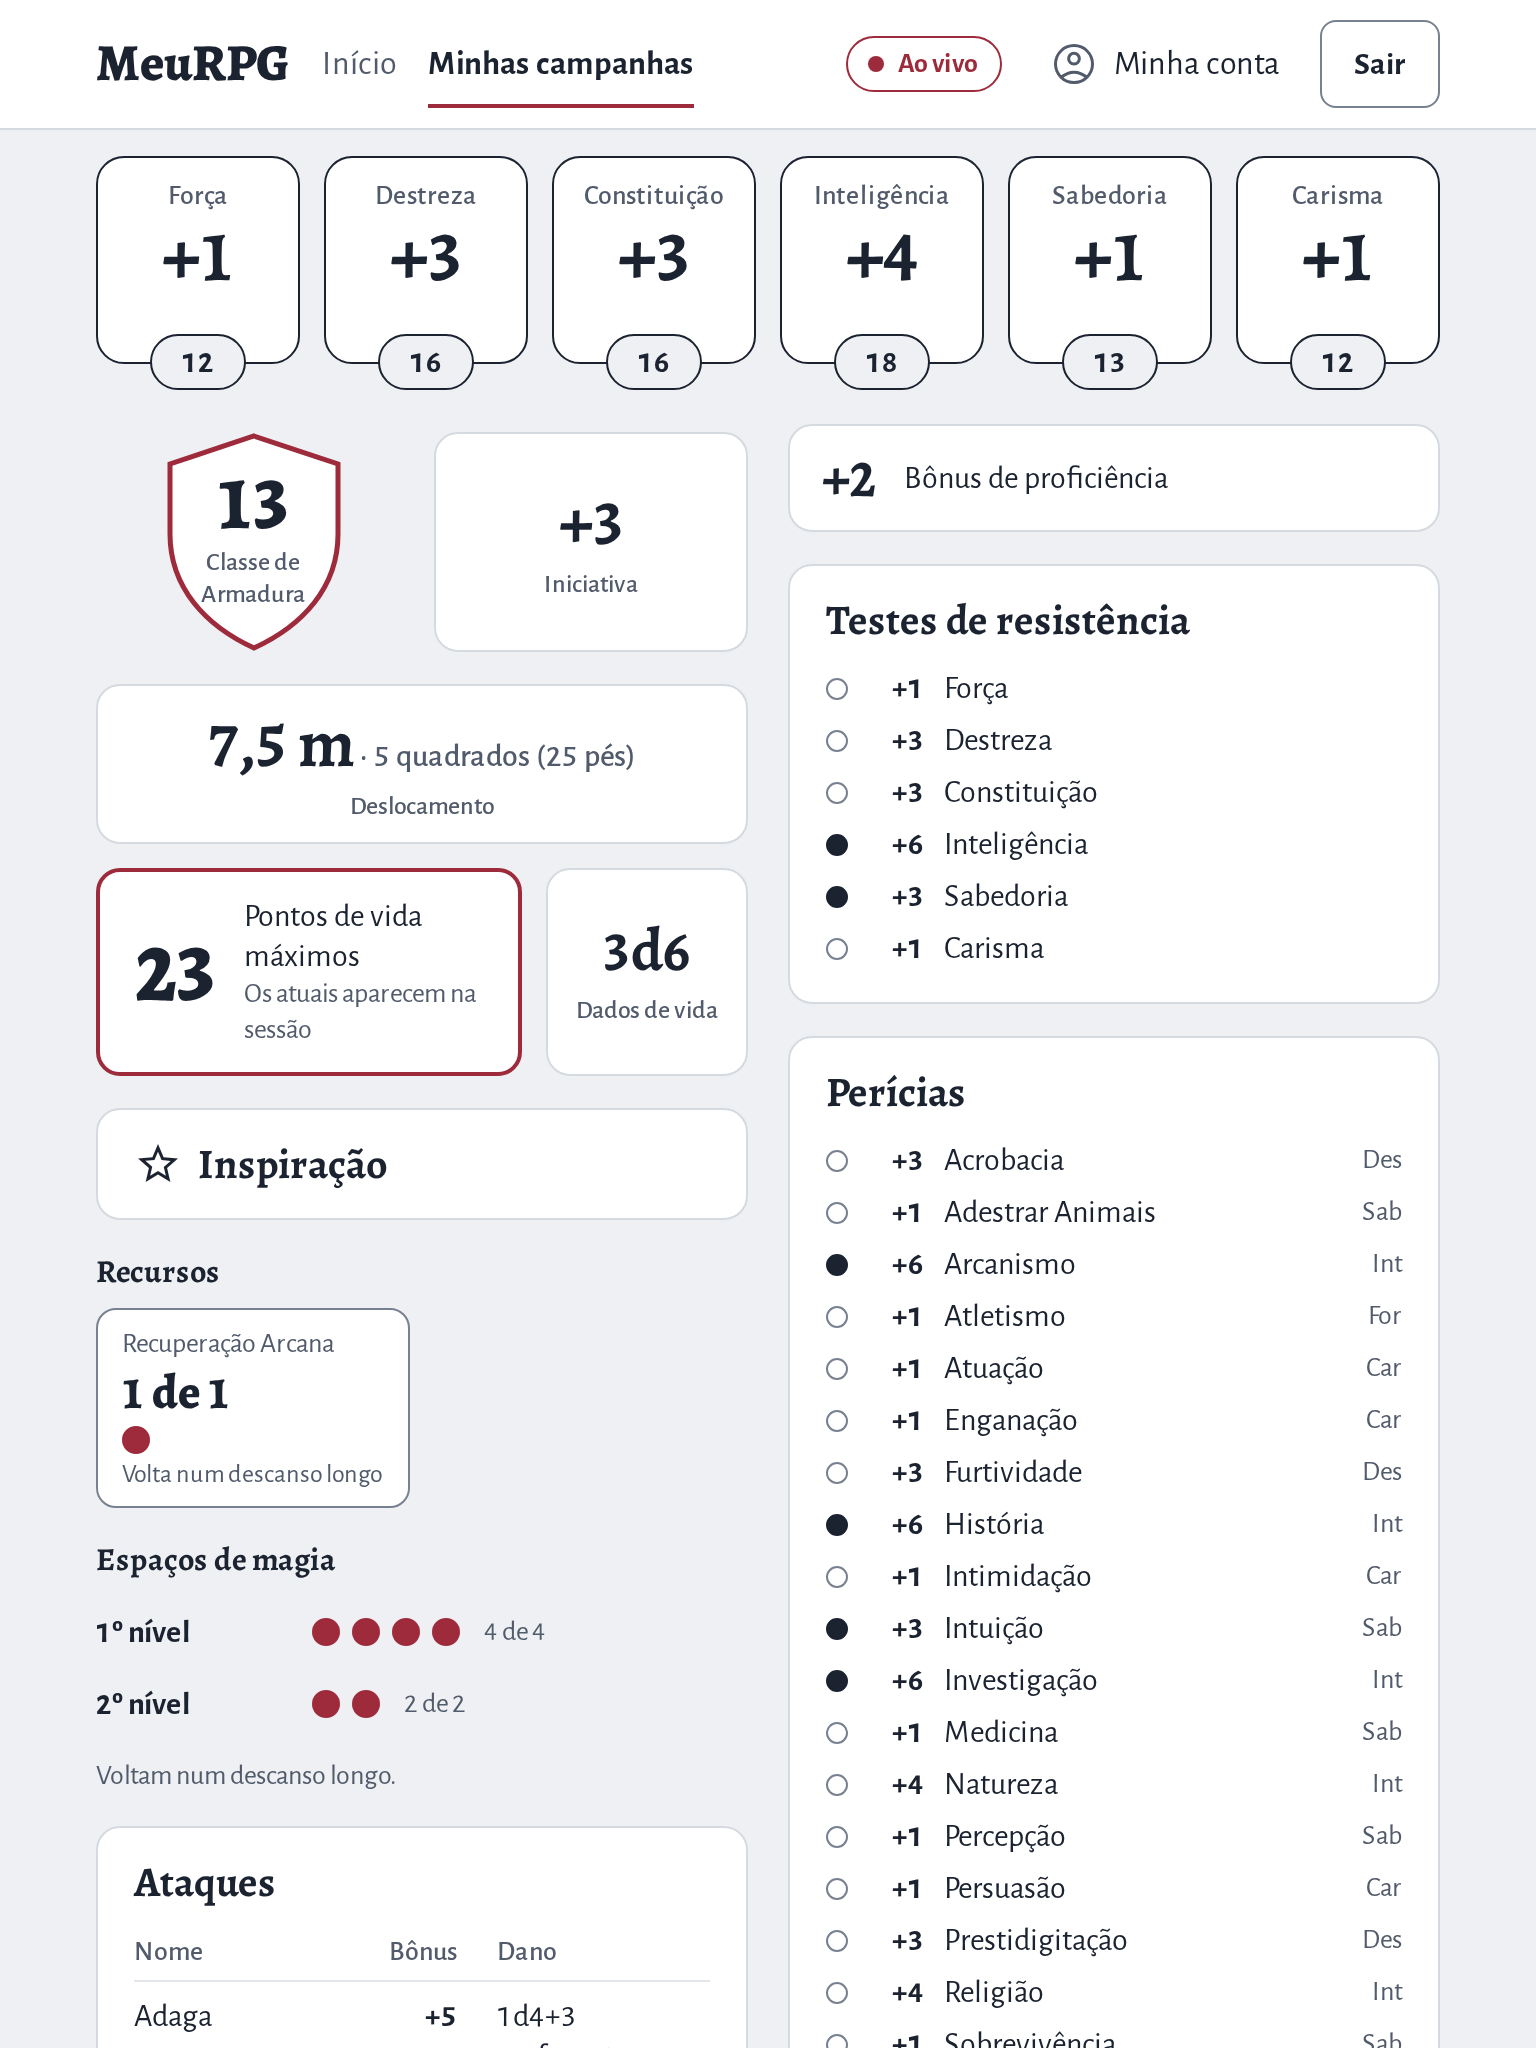 MeuRPG Início Minhas campanhas Ao vivo Minha conta Sair
Força Destreza Constituição Inteligência Sabedoria Carisma
+1 +3 +3 +4 +1 +1
12 16 16 18 13 12
13
Classe de
Armadura
+3
Iniciativa
7,5 m · 5 quadrados (25 pés)
Deslocamento
23
Pontos de vida
máximos
Os atuais aparecem na
sessão
3d6
Dados de vida
Inspiração
Recursos
Recuperação Arcana
1 de 1
Volta num descanso longo
Espaços de magia
1º nível 4 de 4
2º nível 2 de 2
Voltam num descanso longo.
Ataques
Nome Bônus Dano
Adaga +5 1d4+3
+2 Bônus de proficiência
Testes de resistência
+1 Força
+3 Destreza
+3 Constituição
+6 Inteligência
+3 Sabedoria
+1 Carisma
Perícias
+3 Acrobacia Des
+1 Adestrar Animais Sab
+6 Arcanismo Int
+1 Atletismo For
+1 Atuação Car
+1 Enganação Car
+3 Furtividade Des
+6 História Int
+1 Intimidação Car
+3 Intuição Sab
+6 Investigação Int
+1 Medicina Sab
+4 Natureza Int
+1 Percepção Sab
+1 Persuasão Car
+3 Prestidigitação Des
+4 Religião Int
+1 Sobrevivência Sab